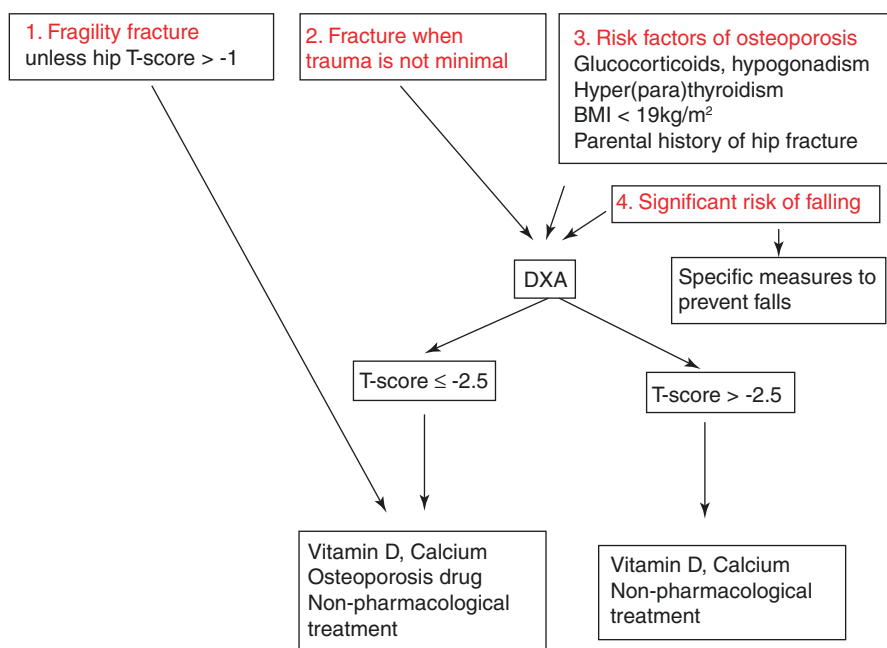 1. Fragility fracture
unless hip T-score > -1
2. Fracture when
trauma is not minimal
3. Risk factors of osteoporosis
Glucocorticoids, hypogonadism
Hyper(para)thyroidism
BMI < 19kg/m²
Parental history of hip fracture
4. Significant risk of falling
DXA
Specific measures to
prevent falls
T-score ≤ -2.5
T-score > -2.5
Vitamin D, Calcium
Osteoporosis drug
Non-pharmacological
treatment
Vitamin D, Calcium
Non-pharmacological
treatment